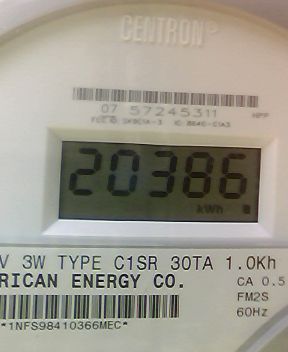 CENTRON®
07 57245311
20386
kWh
V 3W TYPE C1SR 30TA 1.0Kh
RICAN ENERGY CO.
CA 0.5
FM2S
*1NFS98410366MEC*
60Hz